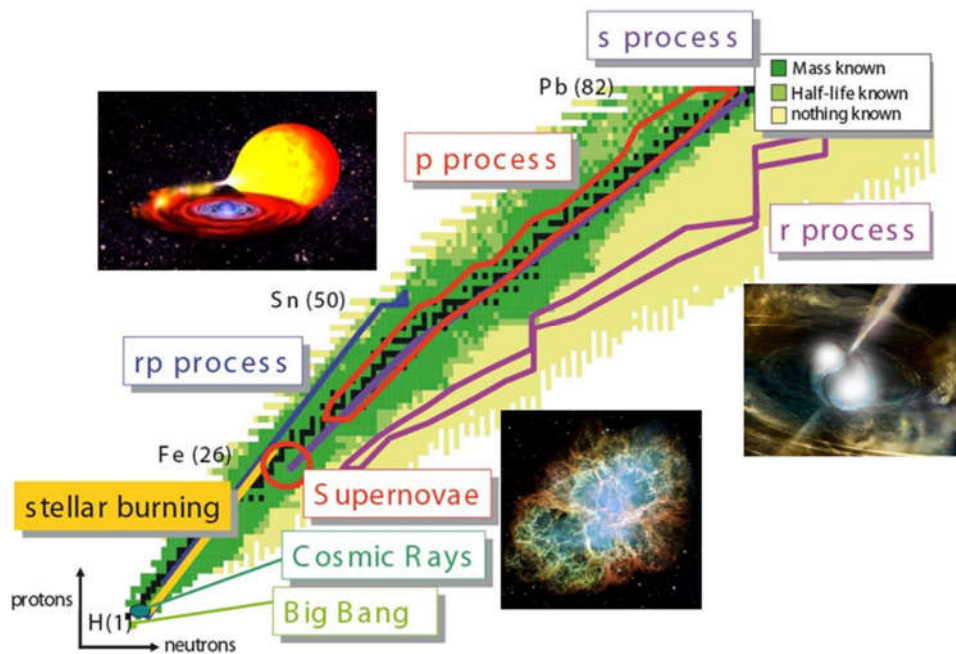 s process
Mass known
Half-life known
nothing known
Pb (82)
p process
r process
Sn (50)
rp process
Fe (26)
stellar burning
Supernovae
Cosmic Rays
Big Bang
protons
H(1)
neutrons